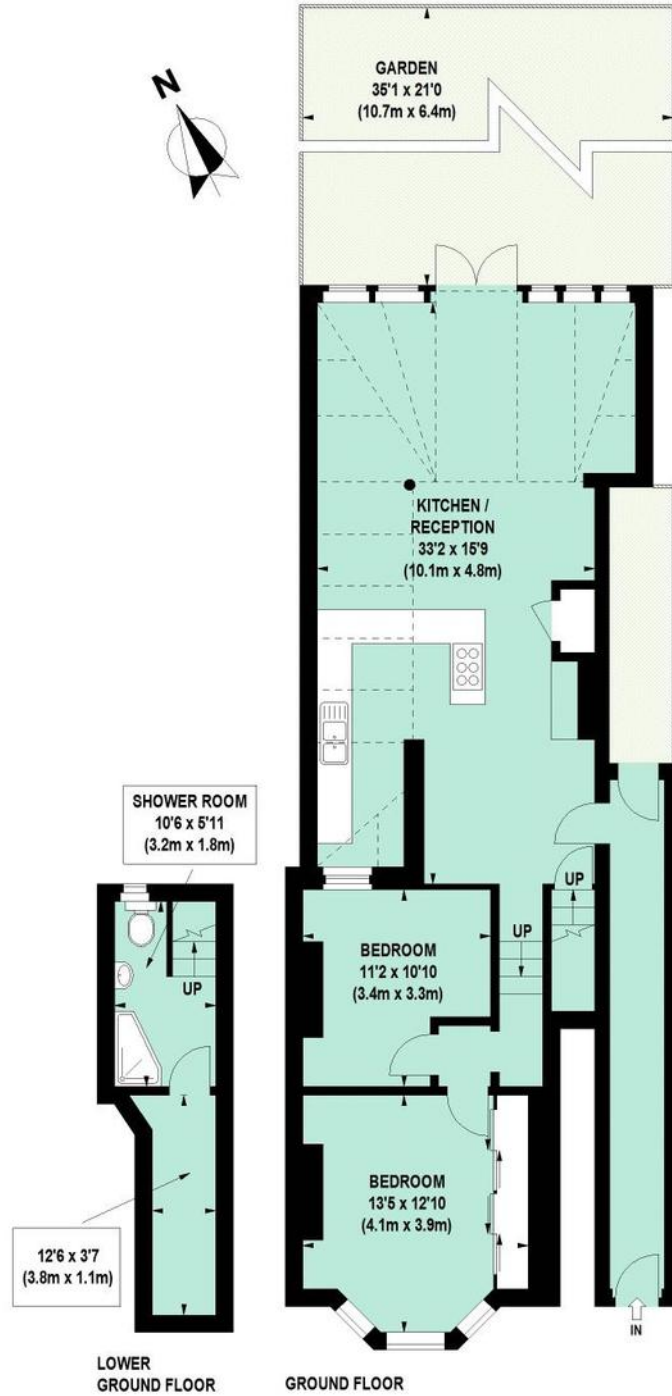 N
GARDEN
35'1 x 21'0
(10.7m x 6.4m)
KITCHEN /
RECEPTION
33'2 x 15'9
(10.1m x 4.8m)
SHOWER ROOM
10'6 x 5'11
(3.2m x 1.8m)
UP
UP
UP
BEDROOM
11'2 x 10'10
(3.4m x 3.3m)
BEDROOM
13'5 x 12'10
(4.1m x 3.9m)
12'6 x 3'7
(3.8m x 1.1m)
IN
LOWER
GROUND FLOOR
GROUND FLOOR